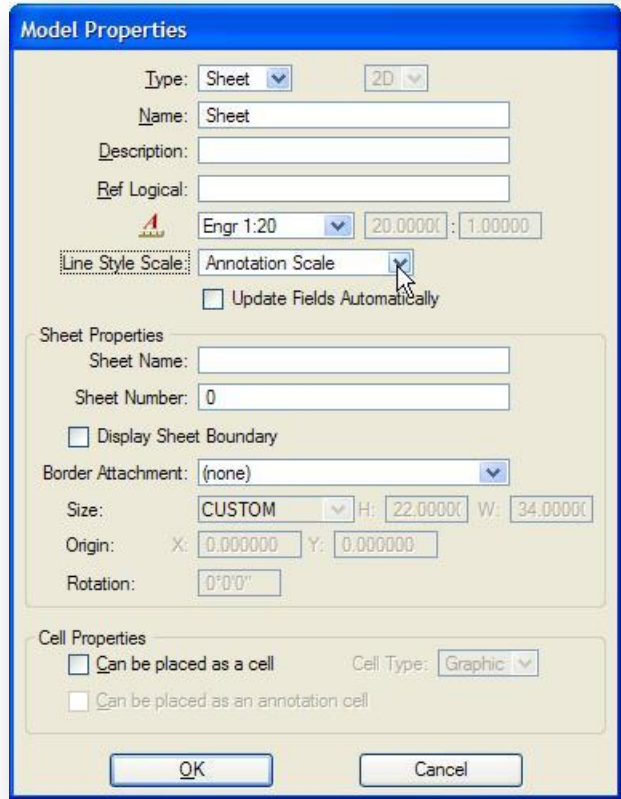 Model Properties
Type: Sheet 2D
Name: Sheet
Description:
Ref Logical:
A Engr 1:20 20.0000( : 1.00000
Line Style Scale: Annotation Scale
Update Fields Automatically
Sheet Properties
Sheet Name:
Sheet Number: 0
Display Sheet Boundary
Border Attachment: (none)
Size: CUSTOM H: 22.0000( W: 34.0000(
Origin: X: 0.000000 Y: 0.000000
Rotation: 0°0'0"
Cell Properties
Can be placed as a cell Cell Type: Graphic
Can be placed as an annotation cell
OK Cancel